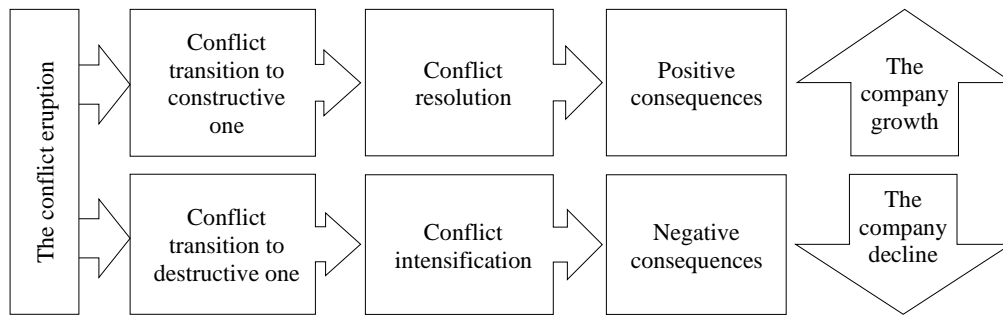 The conflict eruption
Conflict
transition to
constructive
one
Conflict
resolution
Positive
consequences
The
company
growth
Conflict
transition to
destructive one
Conflict
intensification
Negative
consequences
The
company
decline